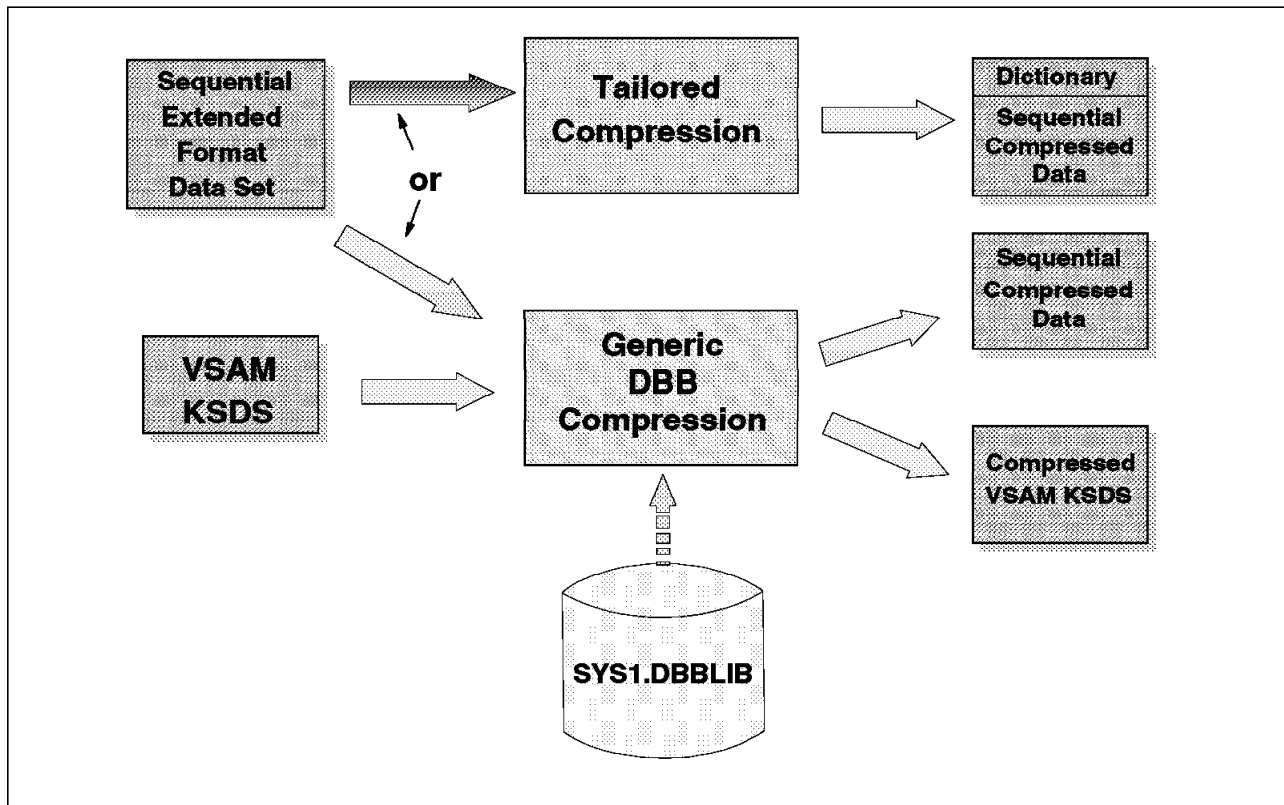 Sequential
Extended
Format
Data Set
Tailored
Compression
Dictionary
Sequential
Compressed
Data
or
Sequential
Compressed
Data
VSAM
KSDS
Generic
DBB
Compression
Compressed
VSAM KSDS
SYS1.DBBLIB